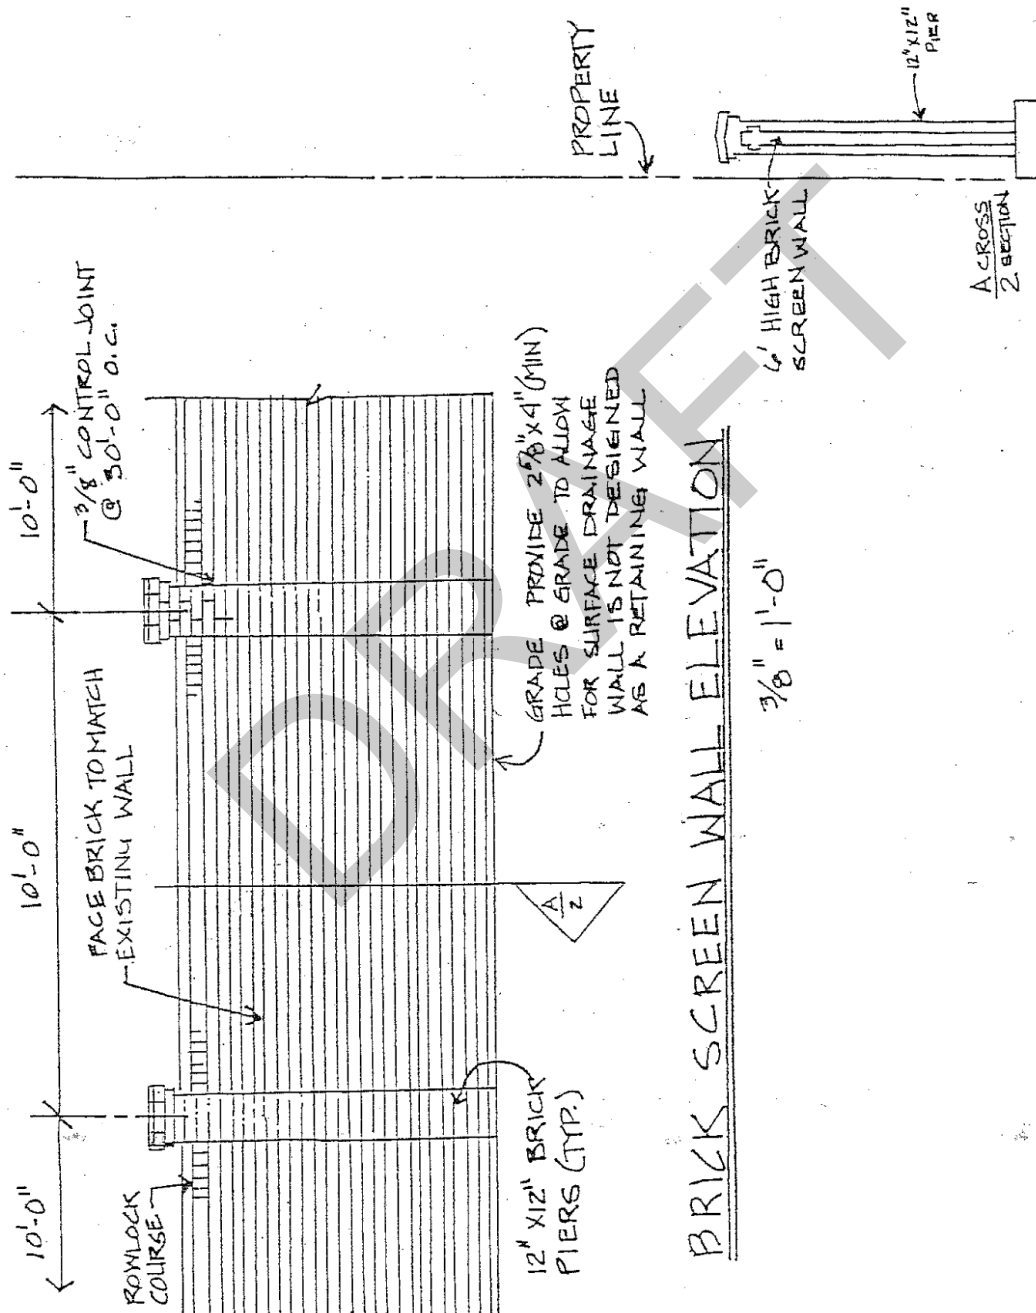 10'-0"
10'-0"
10'-0"
ROWLOCK
COURSE
FACE BRICK TO MATCH
EXISTING WALL
3/8" CONTROL JOINT
@ 30'-0" O.C.
12" X12" BRICK
PIERS (TYP.)
A
2
GRADE PROVIDE 2 5/8" X 4" (MIN)
HOLES @ GRADE TO ALLOW
FOR SURFACE DRAINAGE
WALL IS NOT DESIGNED
AS A RETAINING WALL
BRICK SCREEN WALL ELEVATION
3/8" = 1'-0"
PROPERTY
LINE
12"X12"
PIER
6' HIGH BRICK
SCREEN WALL
A CROSS
2 SECTION
DRAFT